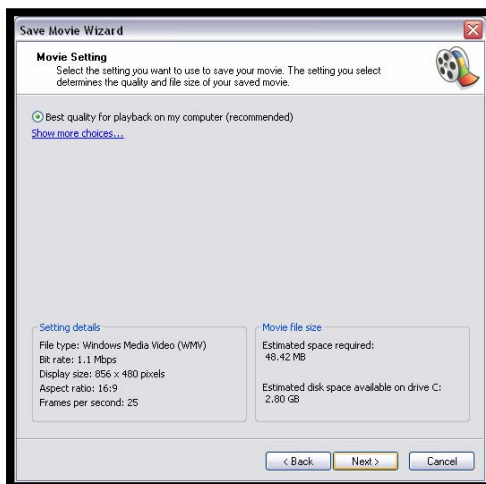 Save Movie Wizard
Movie Setting
Select the setting you want to use to save your movie. The setting you select
determines the quality and file size of your saved movie.
Best quality for playback on my computer (recommended)
Show more choices...
Setting details
File type: Windows Media Video (WMV)
Bit rate: 1.1 Mbps
Display size: 856 x 480 pixels
Aspect ratio: 16:9
Frames per second: 25
Movie file size
Estimated space required:
48.42 MB
Estimated disk space available on drive C:
2.80 GB
< Back
Next >
Cancel